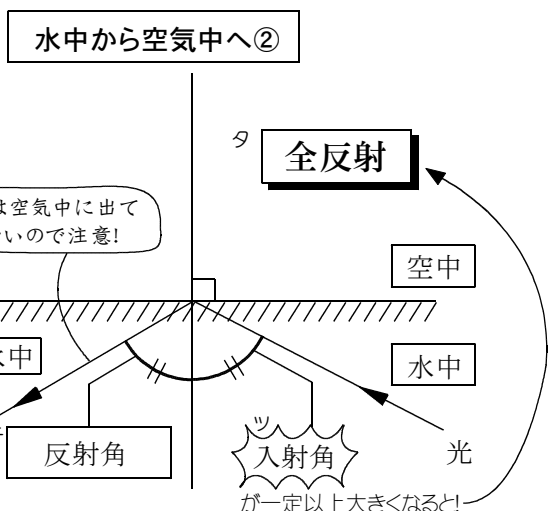 水中から空気中へ②
タ
全反射
は空気中に出て
いので注意!
空中
水中
中
反射角
ツ
入射角
光
が一定以上大きくなると!